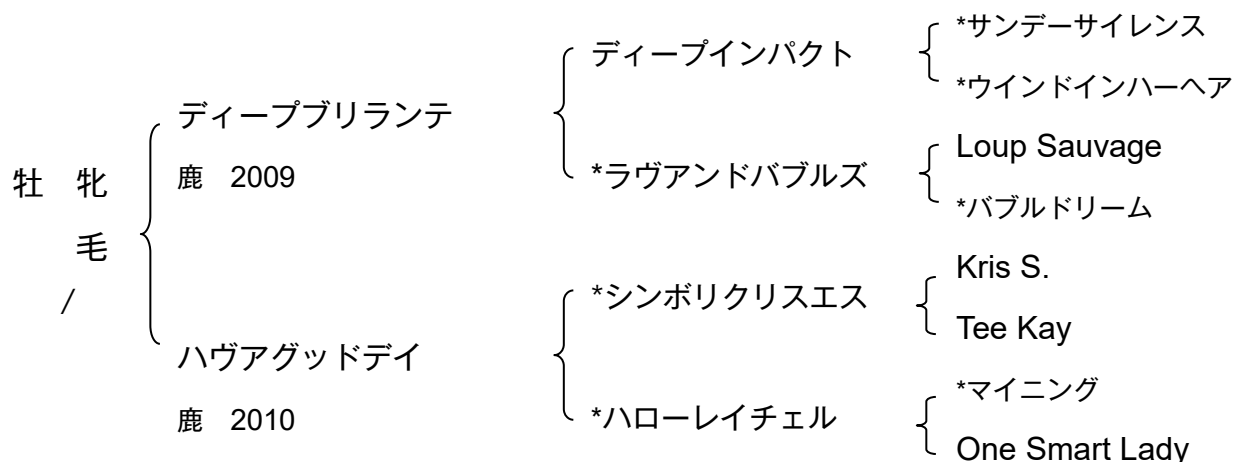 牡 牝
毛
/
ディープブリランテ
鹿 2009
ハヴアグッドデイ
鹿 2010
ディープインパクト
*ラヴアンドバブルズ
*シンボリクリスエス
*ハローレイチェル
*サンデーサイレンス
*ウインドインハーヘア
Loup Sauvage
*バブルドリーム
Kris S.
Tee Kay
*マイニング
One Smart Lady